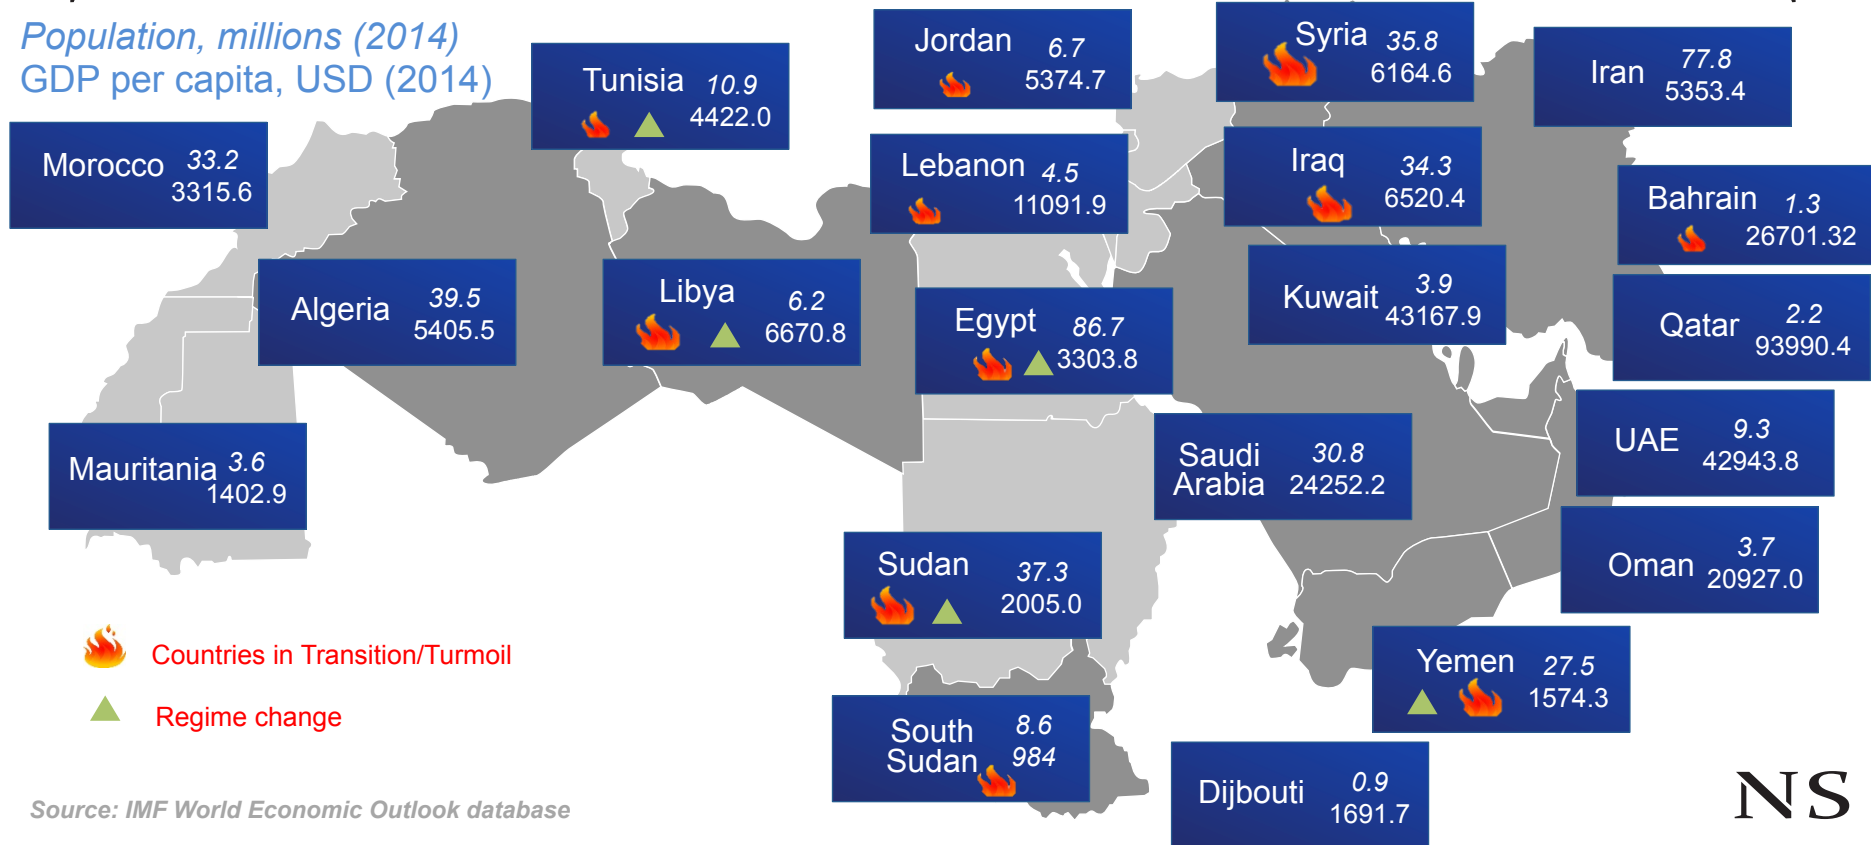 Population, millions (2014)
GDP per capita, USD (2014)
Morocco 33.2
3315.6
Tunisia 10.9
4422.0
Jordan 6.7
5374.7
Syria 35.8
6164.6
Iran 77.8
5353.4
Lebanon 4.5
11091.9
Iraq 34.3
6520.4
Bahrain 1.3
26701.32
Algeria 39.5
5405.5
Libya 6.2
6670.8
Egypt 86.7
3303.8
Kuwait 3.9
43167.9
Qatar 2.2
93990.4
Mauritania 3.6
1402.9
Saudi Arabia 30.8
24252.2
UAE 9.3
42943.8
Sudan 37.3
2005.0
Oman 3.7
20927.0
Yemen 27.5
1574.3
South Sudan 8.6
984
Dijbouti 0.9
1691.7
Countries in Transition/Turmoil
Regime change
Source: IMF World Economic Outlook database
NS